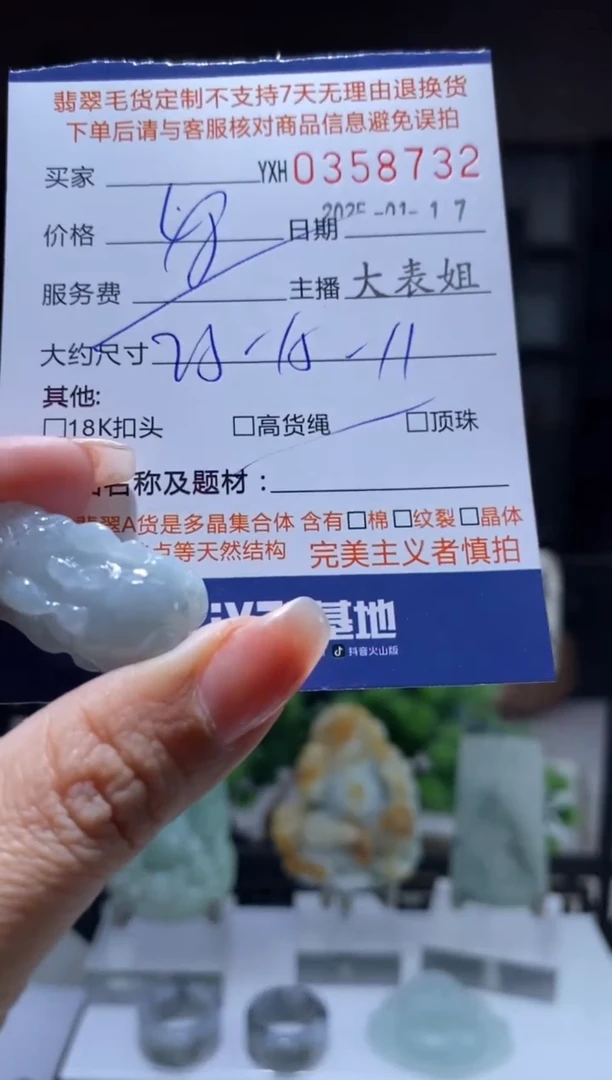 翡翠毛货定制不支持7天无理由退换货
下单后请与客服核对商品信息避免误拍
买家 YXH 0358732
价格 日期 2025-01-17
服务费 主播 大表姐
大约尺寸 -15-11
其他:
□18K扣头 □高货绳 □顶珠
名称及题材：
翡翠A货是多晶集合体 含有□棉 □纹裂 □晶体
点等天然结构 完美主义者慎拍
基地
抖音火山版